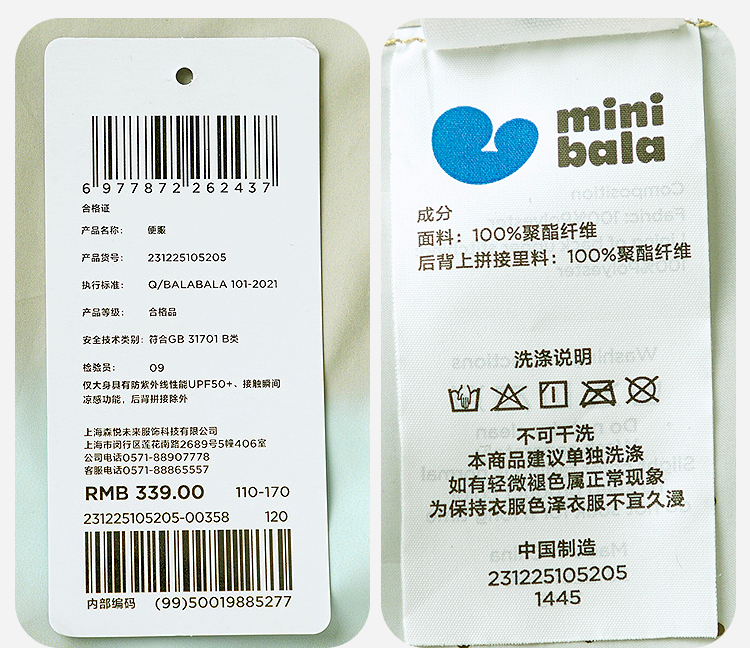 6 977872 262437
合格证
产品名称: 便服
产品货号: 231225105205
执行标准: Q/BALABALA 101-2021
产品等级: 合格品
安全技术类别: 符合GB 31701 B类
检验员: 09
仅大身具有防紫外线性能UPF50+、接触瞬间
凉感功能，后背拼接除外
上海森悦未来服饰科技有限公司
上海市闵行区莲花南路2689号5幢406室
公司电话0571-88907778
客服电话0571-88865557
RMB 339.00 110-170
231225105205-00358 120
内部编码 (99)50019885277
mini
bala
成分
面料: 100%聚酯纤维
后背上拼接里料: 100%聚酯纤维
洗涤说明
不可干洗
本商品建议单独洗涤
如有轻微褪色属正常现象
为保持衣服色泽衣服不宜久浸
中国制造
231225105205
1445